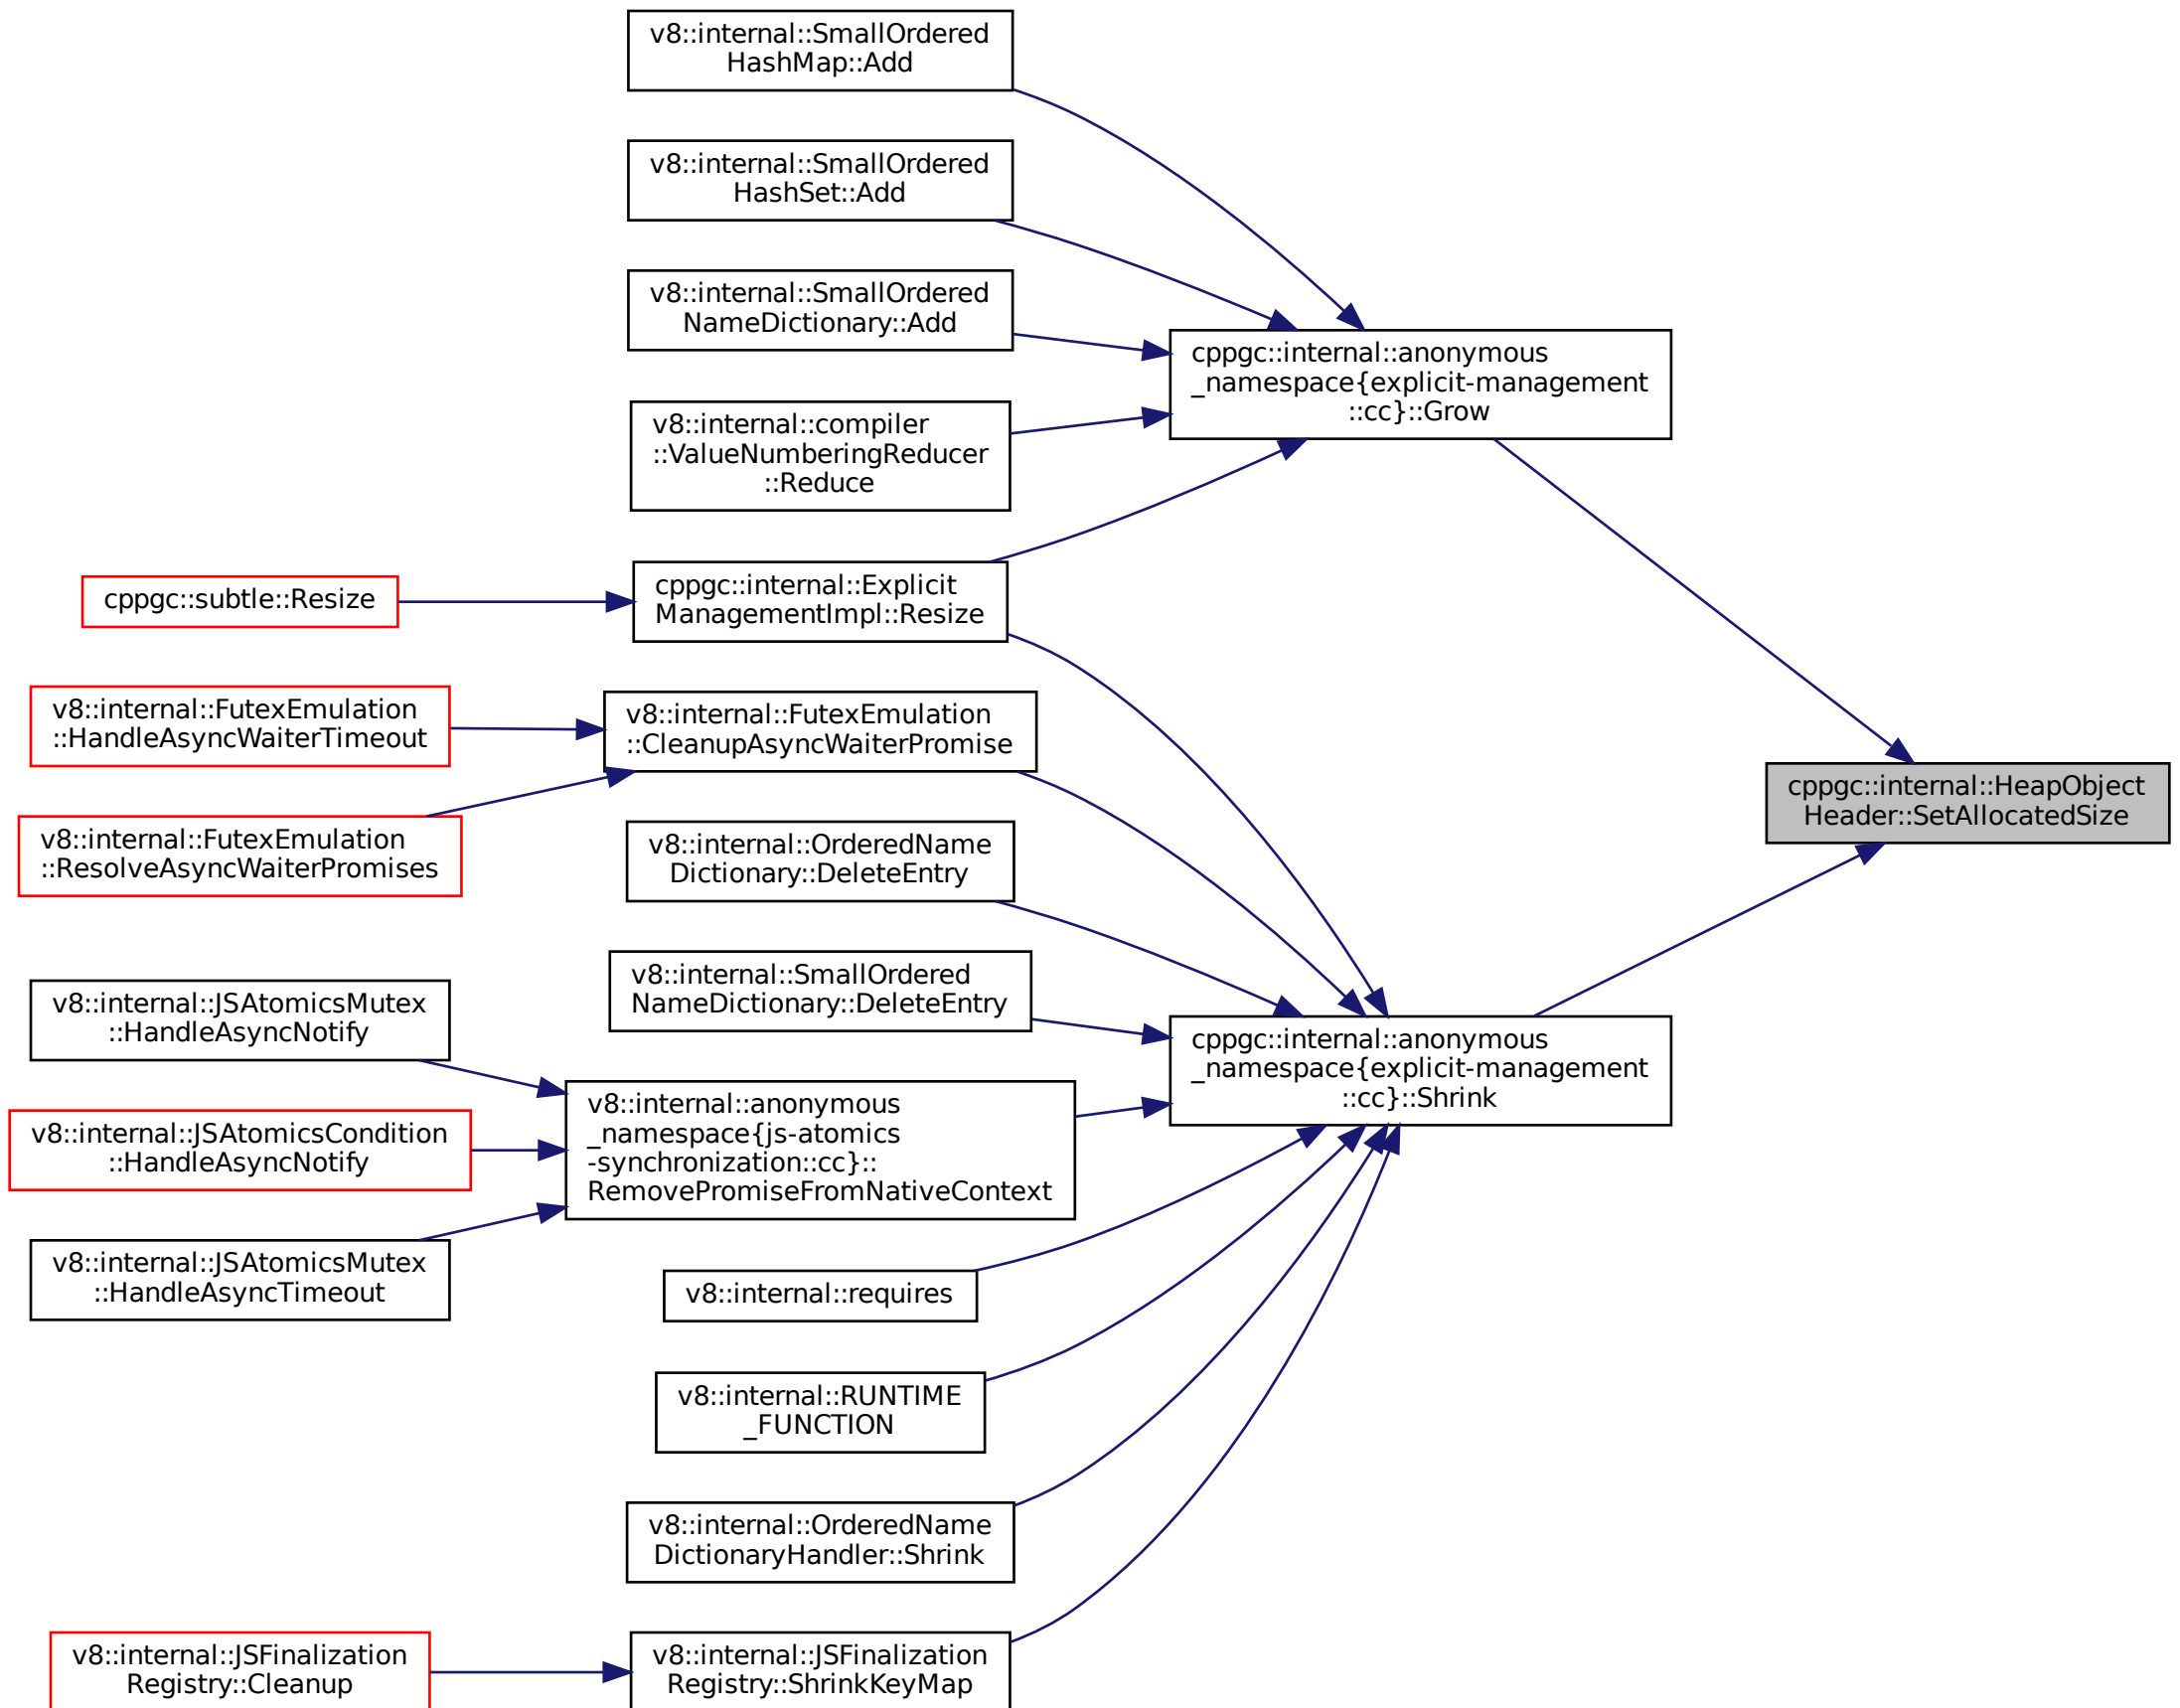 v8::internal::SmallOrdered
HashMap::Add
v8::internal::SmallOrdered
HashSet::Add
v8::internal::SmallOrdered
NameDictionary::Add
v8::internal::compiler
::ValueNumberingReducer
::Reduce
cppgc::internal::anonymous
_namespace{explicit-management
::cc}::Grow
cppgc::subtle::Resize
cppgc::internal::Explicit
ManagementImpl::Resize
v8::internal::FutexEmulation
::HandleAsyncWaiterTimeout
v8::internal::FutexEmulation
::CleanupAsyncWaiterPromise
v8::internal::FutexEmulation
::ResolveAsyncWaiterPromises
cppgc::internal::HeapObject
Header::SetAllocatedSize
v8::internal::OrderedName
Dictionary::DeleteEntry
v8::internal::SmallOrdered
NameDictionary::DeleteEntry
v8::internal::JSAtomicsMutex
::HandleAsyncNotify
v8::internal::JSAtomicsCondition
::HandleAsyncNotify
v8::internal::JSAtomicsMutex
::HandleAsyncTimeout
v8::internal::anonymous
_namespace{js-atomics
-synchronization::cc}::
RemovePromiseFromNativeContext
cppgc::internal::anonymous
_namespace{explicit-management
::cc}::Shrink
v8::internal::requires
v8::internal::RUNTIME
_FUNCTION
v8::internal::OrderedName
DictionaryHandler::Shrink
v8::internal::JSFinalization
Registry::Cleanup
v8::internal::JSFinalization
Registry::ShrinkKeyMap